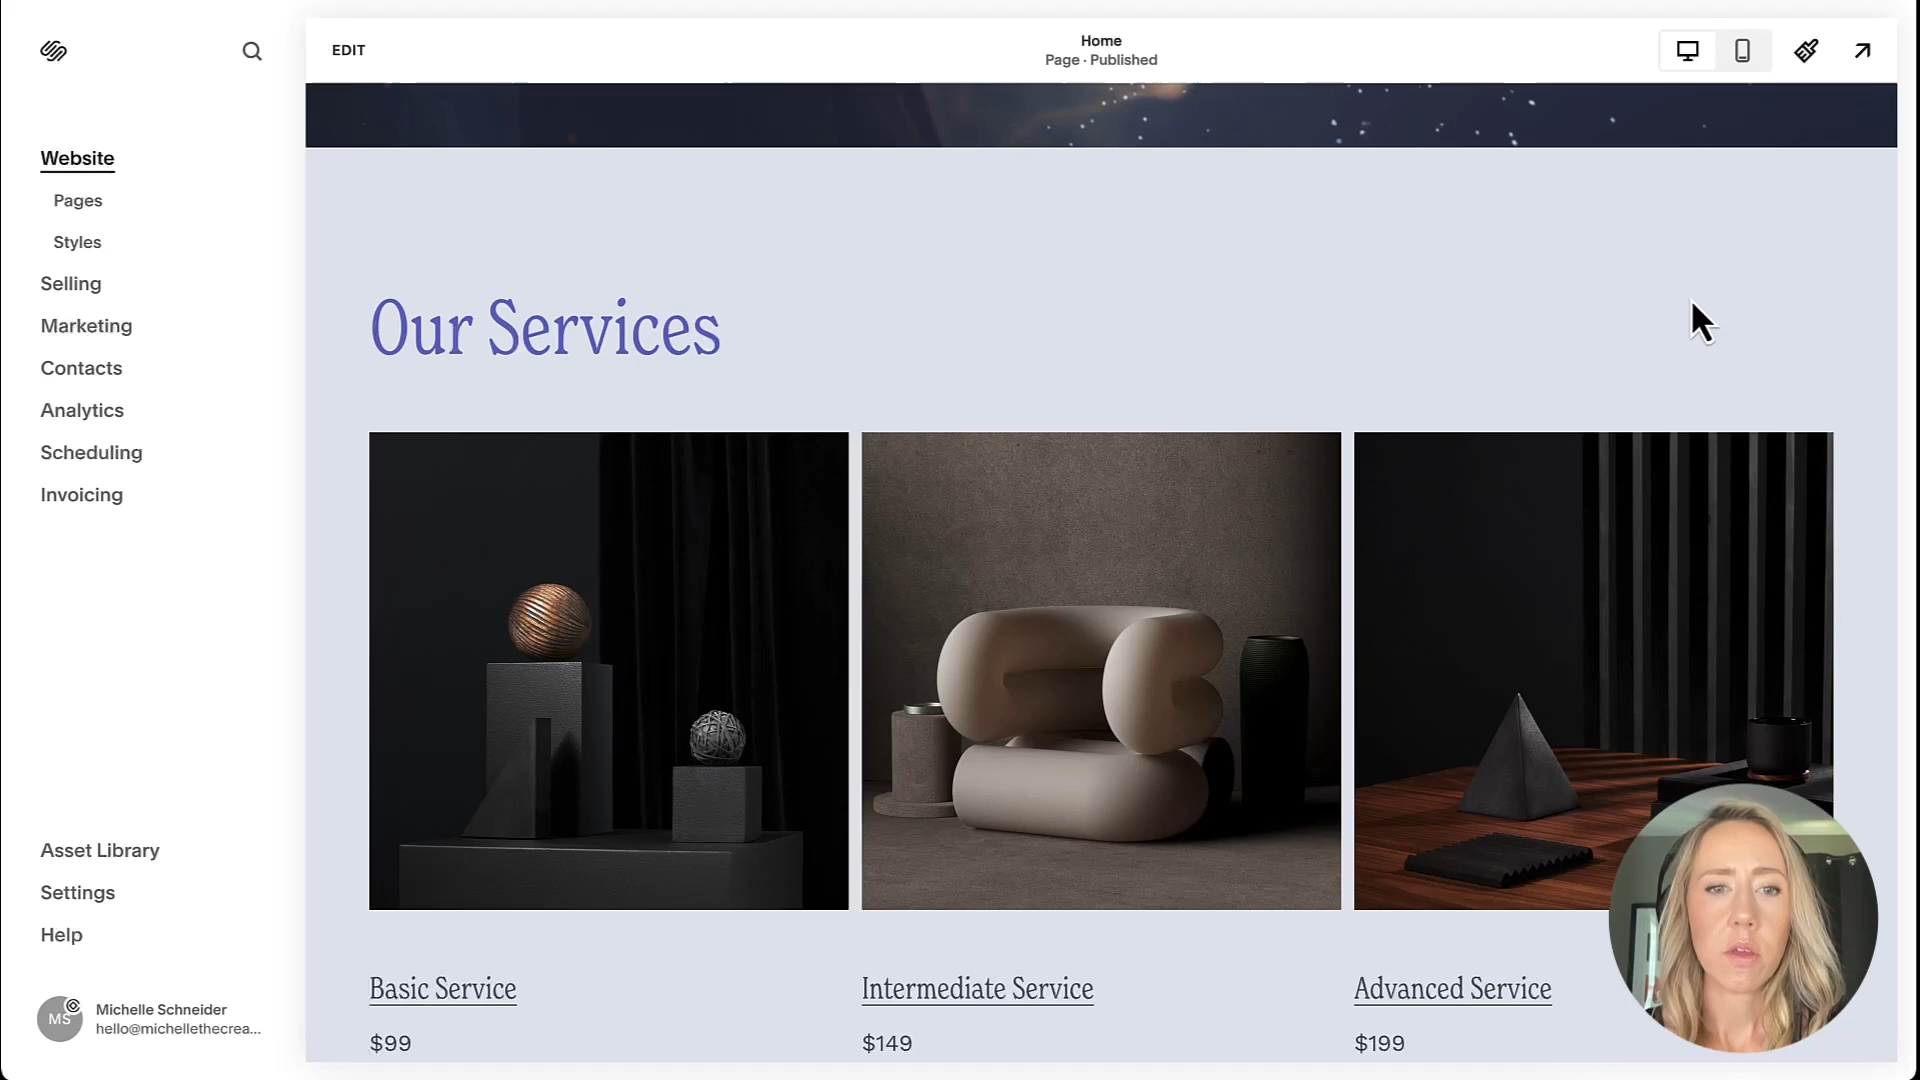 EDIT
Home
Page · Published
Website
Pages
Styles
Selling
Marketing
Contacts
Analytics
Scheduling
Invoicing
Asset Library
Settings
Help
MS
Michelle Schneider
hello@michellethecrea...
Our Services
Basic Service
$99
Intermediate Service
$149
Advanced Service
$199